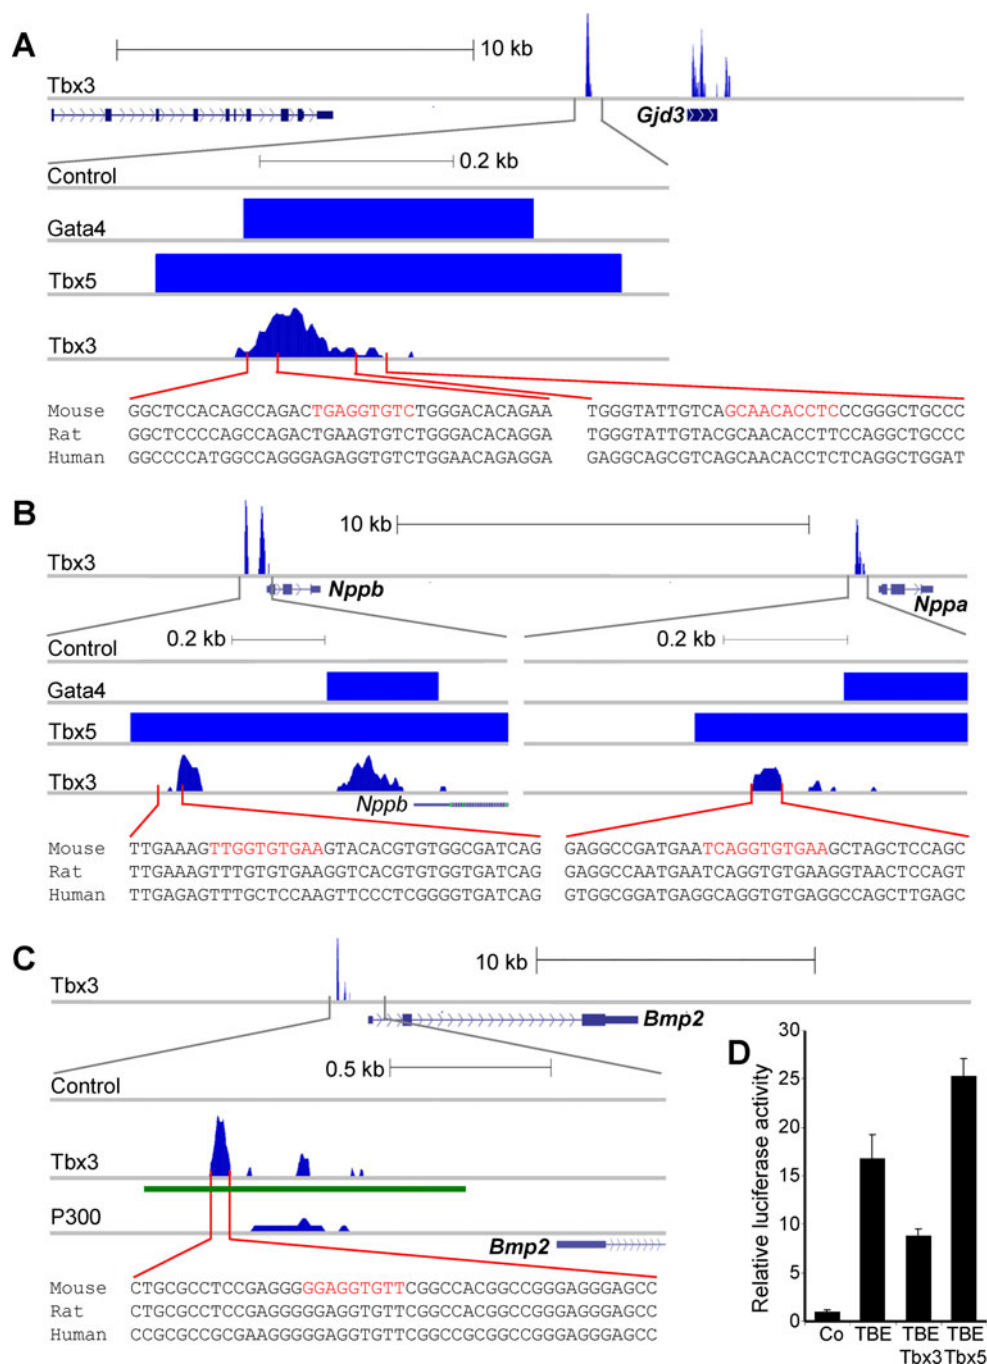 A
10 kb
Tbx3
Gjd3
0.2 kb
Control
Gata4
Tbx5
Tbx3
Mouse GGCTCCACAGCCAGACTGAGGTGTCTGGGACACAGAA TGGGTATTGTCAGCAACACCTCCCGGGCTGCCC
Rat GGCTCCCCAGCCAGACTGAAGTGTCTGGGACACAGGA TGGGTATTGTACGCAACACCTTCCAGGCTGCCC
Human GGCCCCATGGCCAGGGAGAGGTGTCTGGAACAGAGGA GAGGCAGCGTCAGCAACACCTCTCAGGCTGGAT
B
10 kb
Tbx3
Nppb
Nppa
0.2 kb 0.2 kb
Control
Gata4
Tbx5
Tbx3
Nppb
Mouse TTGAAAGTTGGTGTGAAGTACACGTGTGGCGATCAG GAGGCCGATGAATCAGGTGTGAAGCTAGCTCCAGC
Rat TTGAAAGTTTGTGTGAAGGTCACGTGTGGTGATCAG GAGGCCAATGAATCAGGTGTGAAGGTAACTCCAGT
Human TTGAGAGTTTGCTCCAAGTTCCCTCGGGGTGATCAG GTGGCGGATGAGGCAGGTGTGAGGCCAGCTTGAGC
C
10 kb
Tbx3
Bmp2
0.5 kb
Control
Tbx3
P300
Bmp2
Mouse CTGCGCCTCCGAGGGGGAGGTGTTCGGCCACGGCCGGGAGGGAGCC
Rat CTGCGCCTCCGAGGGGGAGGTGTTCGGCCACGGCCGGGAGGGAGCC
Human CCGCGCCGCGAAGGGGGAGGTGTTCGGCCACGGCCGGGAGGGAGCC
D
Relative luciferase activity
30
25
20
15
10
5
0
Co TBE TBE TBE
Tbx3 Tbx5